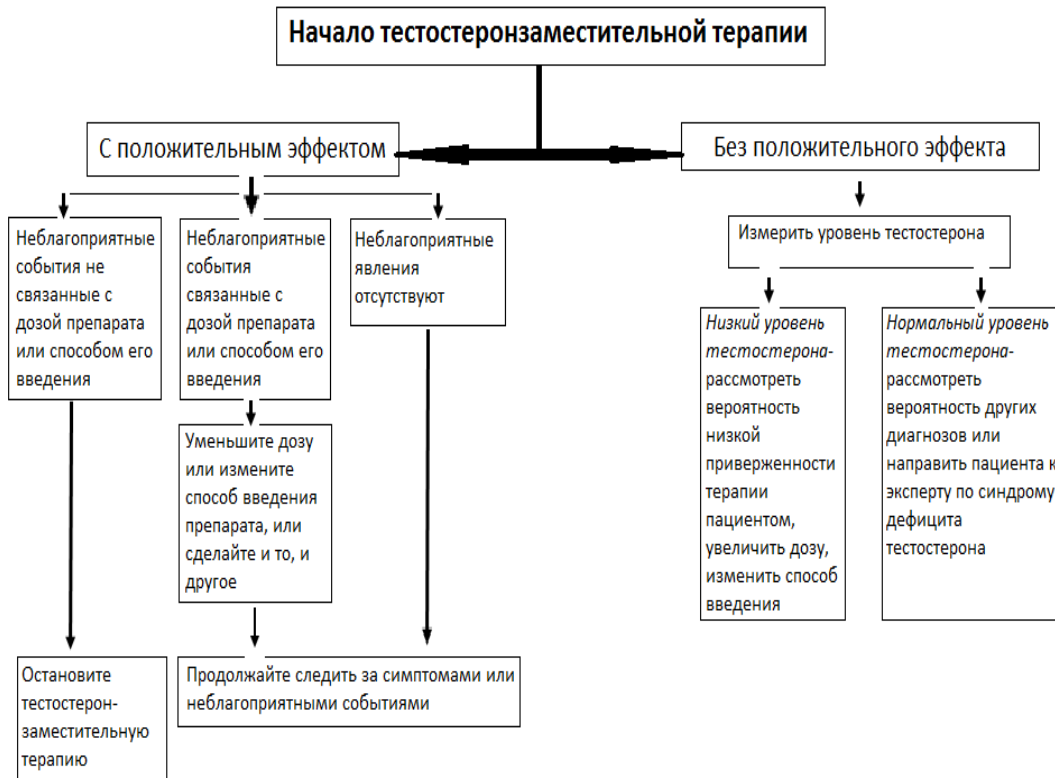 Начало тестостеронзаместительной терапии
С положительным эффектом
Без положительного эффекта
Неблагоприятные
события не
связанные с
дозой препарата
или способом его
введения
Неблагоприятные
события
связанные с
дозой препарата
или способом его
введения
Неблагоприятные
явления
отсутствуют
Измерить уровень тестостерона
Низкий уровень
тестостерона-
рассмотреть
вероятность
низкой
приверженности
терапии
пациентом,
увеличить дозу,
изменить способ
введения
Нормальный уровень
тестостерона-
рассмотреть
вероятность других
диагнозов или
направить пациента к
эксперту по синдрому
дефицита
тестостерона
Уменьшите дозу
или измените
способ введения
препарата, или
сделайте и то, и
другое
Остановите
тестостерон-
заместительную
терапию
Продолжайте следить за симптомами или
неблагоприятными событиями